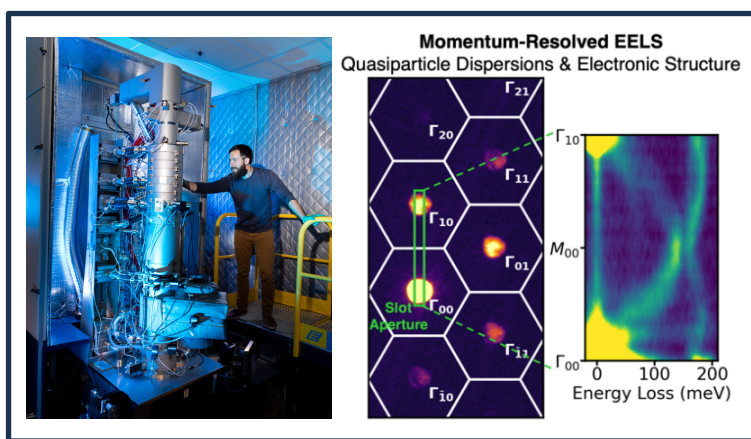 Momentum-Resolved EELS
Quasiparticle Dispersions & Electronic Structure
Γ21
Γ20
Γ11
Γ10
Γ01
Γ00
Slot
Aperture
Γ1̄1
Γ1̄0
Γ10
M00
Γ00
0 100 200
Energy Loss (meV)